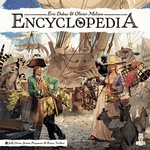 Eric Dubus & Olivier Melison
ENCYCLOPEDIA